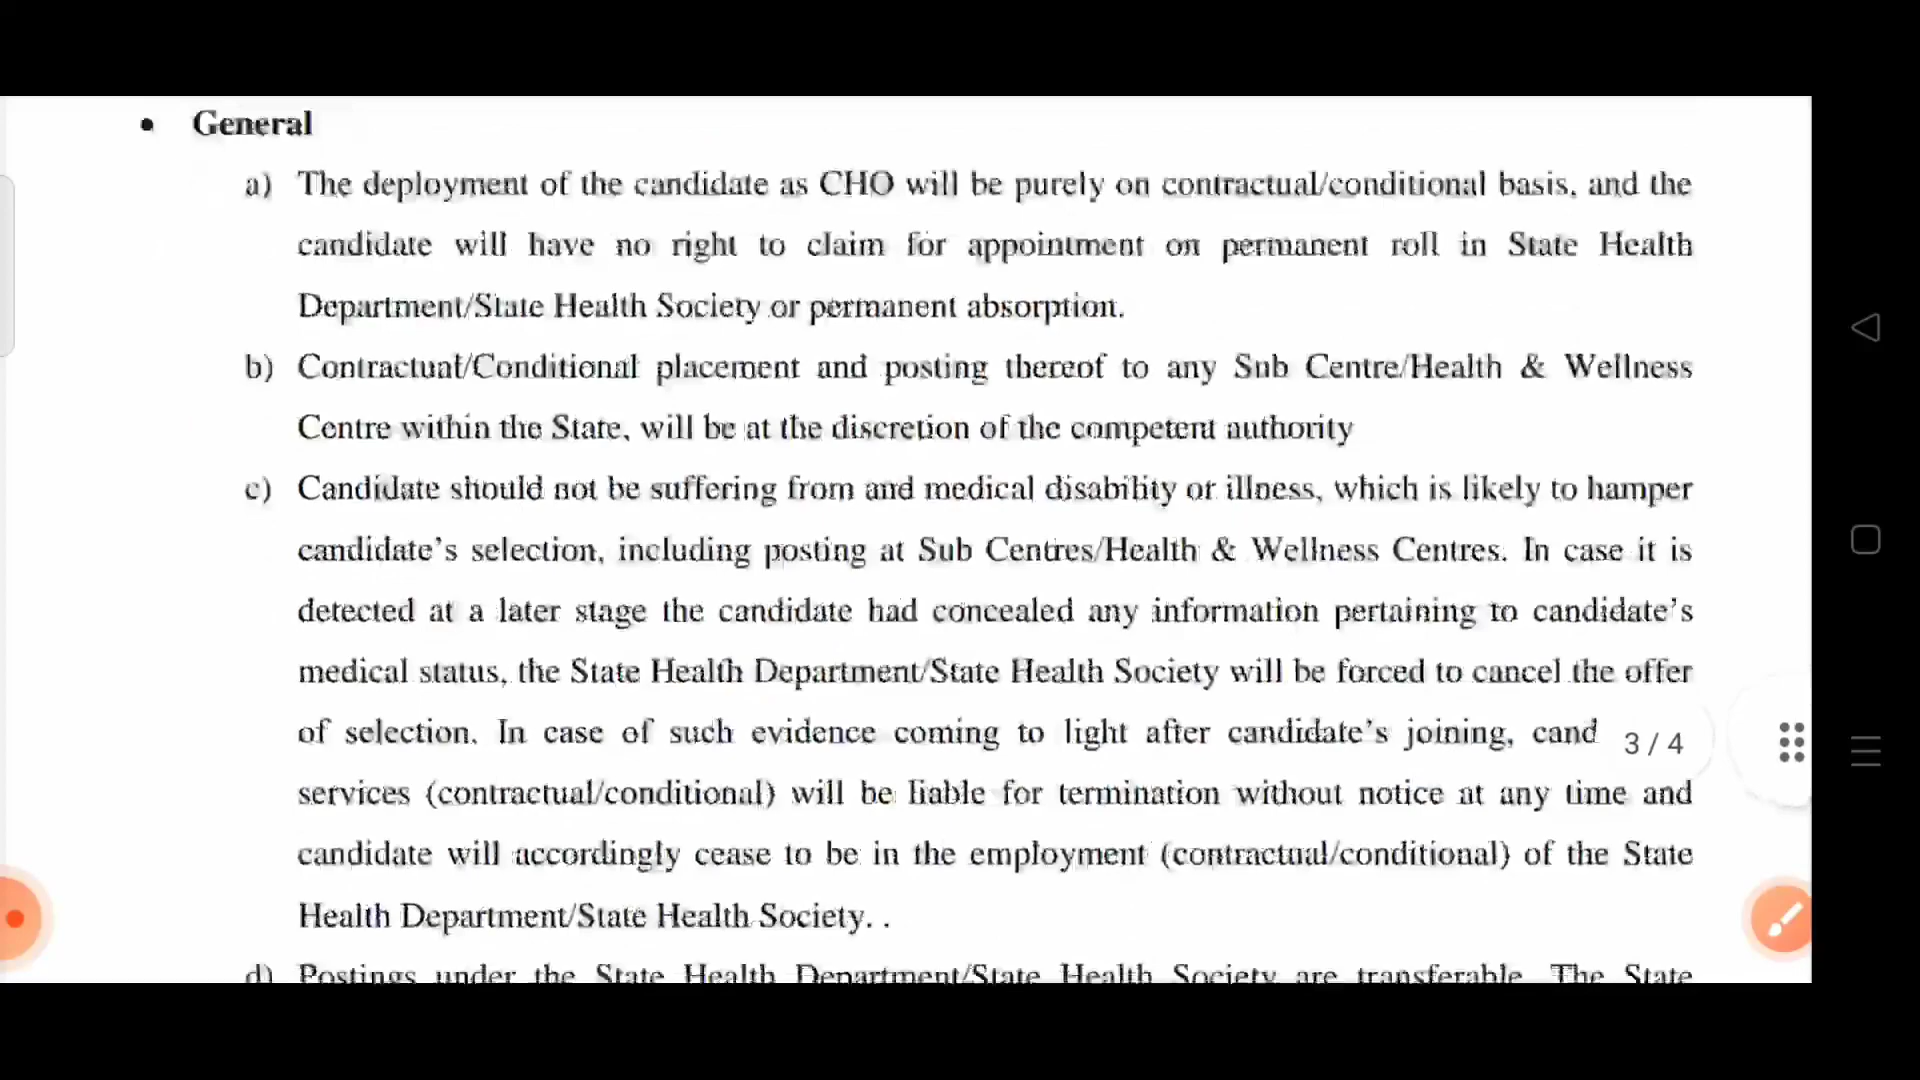 • General
a) The deployment of the candidate as CHO will be purely on contractual/conditional basis, and the
candidate will have no right to claim for appointment on permanent roll in State Health
Department/State Health Society or permanent absorption.
b) Contractual/Conditional placement and posting thereof to any Sub Centre/Health & Wellness
Centre within the State, will be at the discretion of the competent authority
c) Candidate should not be suffering from and medical disability or illness, which is likely to hamper
candidate's selection, including posting at Sub Centres/Health & Wellness Centres. In case it is
detected at a later stage the candidate had concealed any information pertaining to candidate's
medical status, the State Health Department/State Health Society will be forced to cancel the offer
of selection. In case of such evidence coming to light after candidate's joining, cand
3 / 4
services (contractual/conditional) will be liable for termination without notice at any time and
candidate will accordingly cease to be in the employment (contractual/conditional) of the State
Health Department/State Health Society. .
d) Postings under the State Health Department/State Health Society are transferable. The State